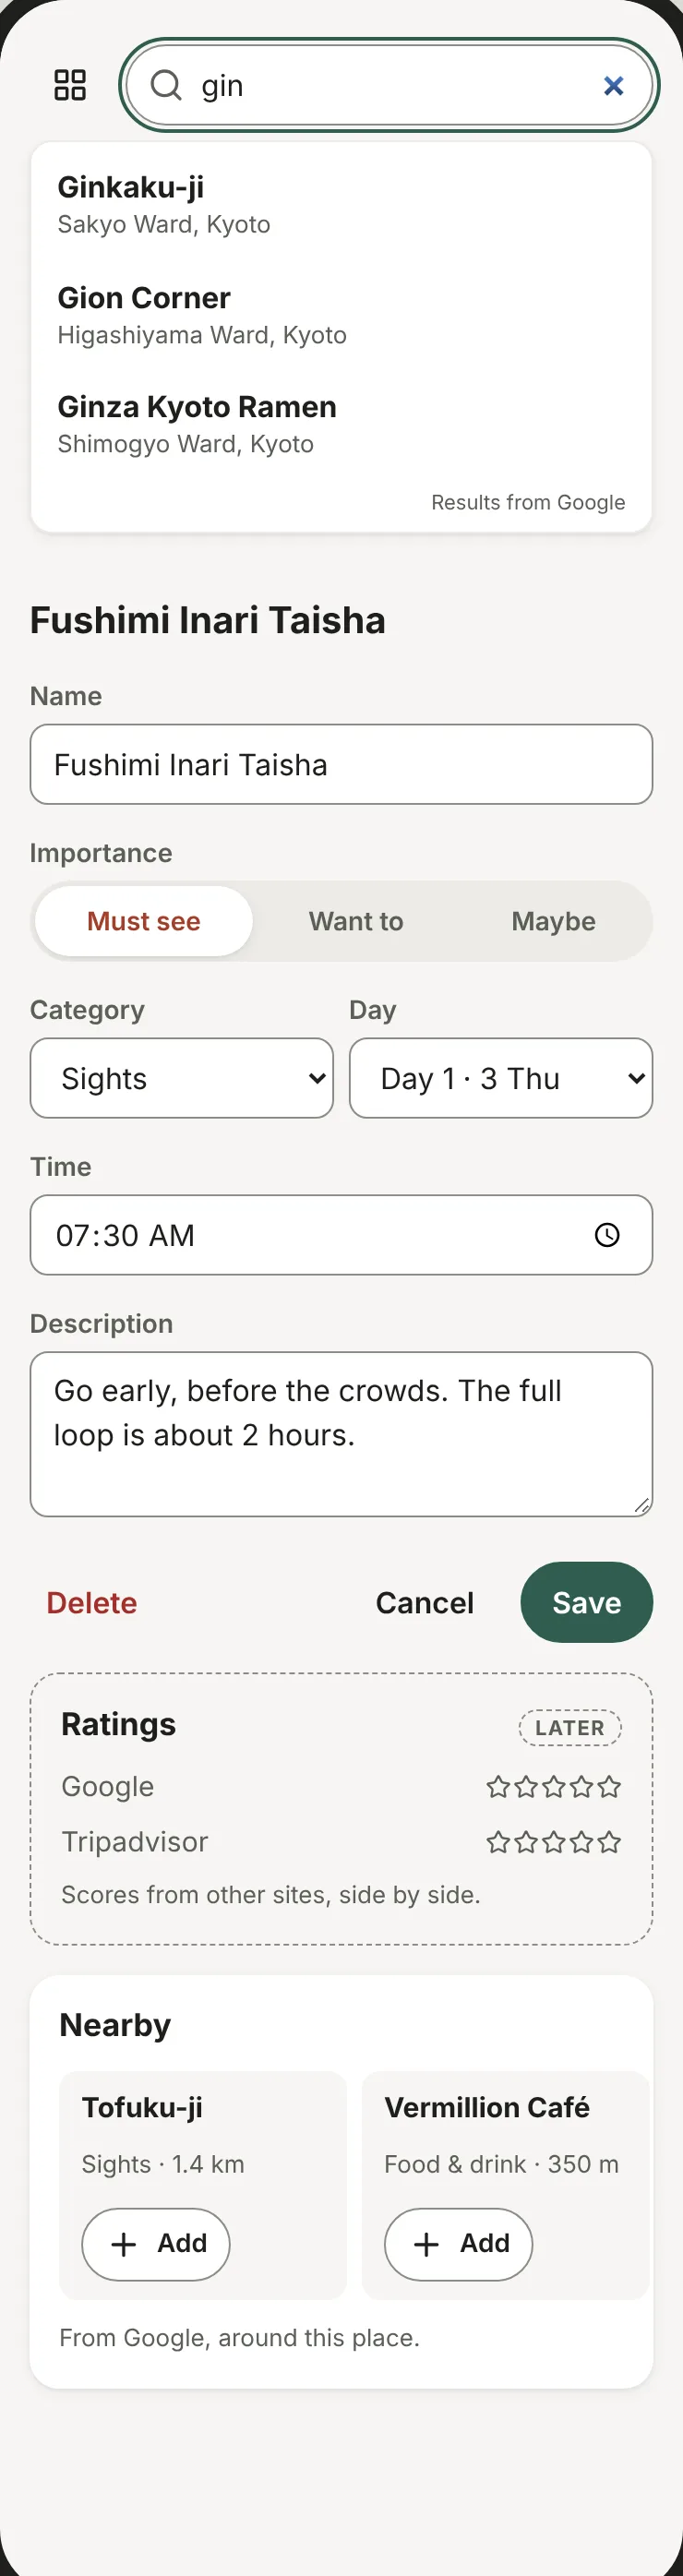 gin
Ginkaku-ji
Sakyo Ward, Kyoto
Gion Corner
Higashiyama Ward, Kyoto
Ginza Kyoto Ramen
Shimogyo Ward, Kyoto
Results from Google
Fushimi Inari Taisha
Name
Fushimi Inari Taisha
Importance
Must see Want to Maybe
Category Day
Sights Day 1 · 3 Thu
Time
07:30 AM
Description
Go early, before the crowds. The full
loop is about 2 hours.
Delete Cancel Save
Ratings LATER
Google
Tripadvisor
Scores from other sites, side by side.
Nearby
Tofuku-ji Vermillion Café
Sights · 1.4 km Food & drink · 350 m
Add Add
From Google, around this place.